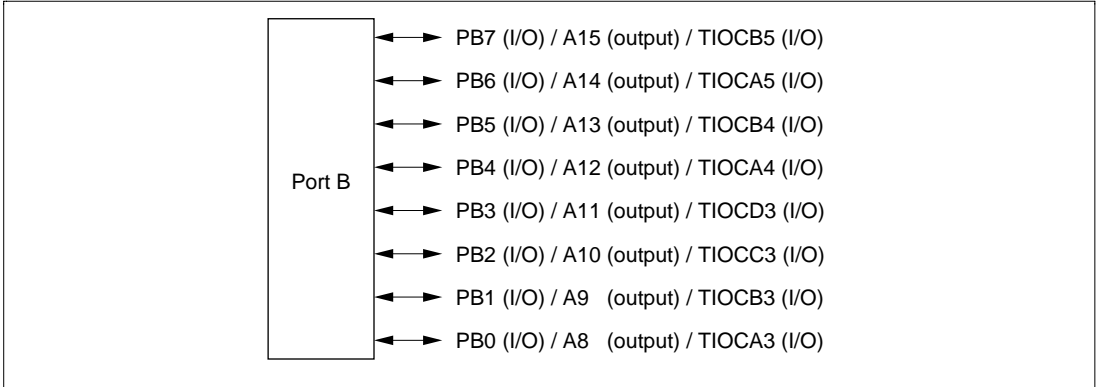 PB7 (I/O) / A15 (output) / TIOCB5 (I/O)
PB6 (I/O) / A14 (output) / TIOCA5 (I/O)
PB5 (I/O) / A13 (output) / TIOCB4 (I/O)
PB4 (I/O) / A12 (output) / TIOCA4 (I/O)
Port B
PB3 (I/O) / A11 (output) / TIOCD3 (I/O)
PB2 (I/O) / A10 (output) / TIOCC3 (I/O)
PB1 (I/O) / A9 (output) / TIOCB3 (I/O)
PB0 (I/O) / A8 (output) / TIOCA3 (I/O)